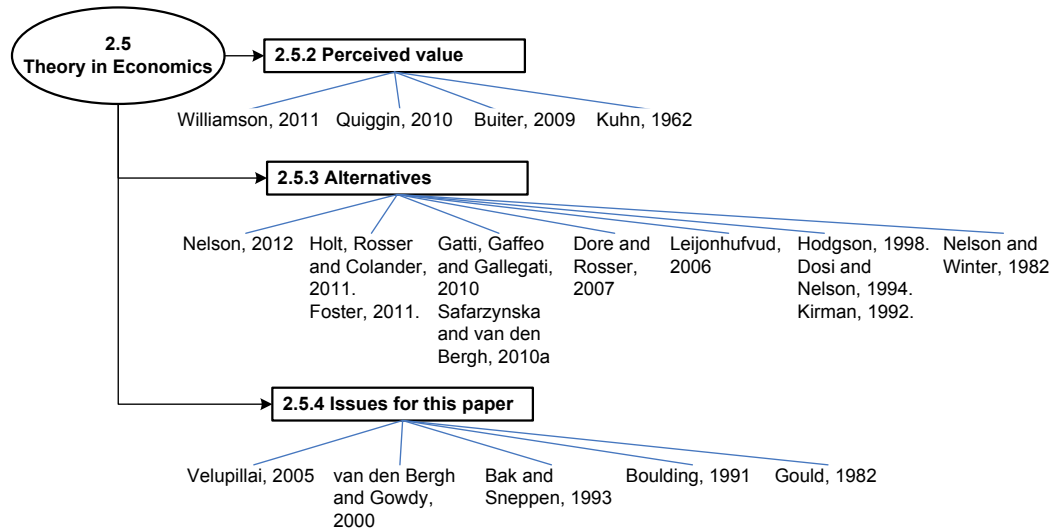 2.5
Theory in Economics
2.5.2 Perceived value
Williamson, 2011
Quiggin, 2010
Buiter, 2009
Kuhn, 1962
2.5.3 Alternatives
Nelson, 2012
Holt, Rosser
and Colander,
2011.
Foster, 2011.
Gatti, Gaffeo
and Gallegati,
2010
Safarzynska
and van den
Bergh, 2010a
Dore and
Rosser,
2007
Leijonhufvud,
2006
Hodgson, 1998.
Dosi and
Nelson, 1994.
Kirman, 1992.
Nelson and
Winter, 1982
2.5.4 Issues for this paper
Velupillai, 2005
van den Bergh
and Gowdy,
2000
Bak and
Sneppen, 1993
Boulding, 1991
Gould, 1982